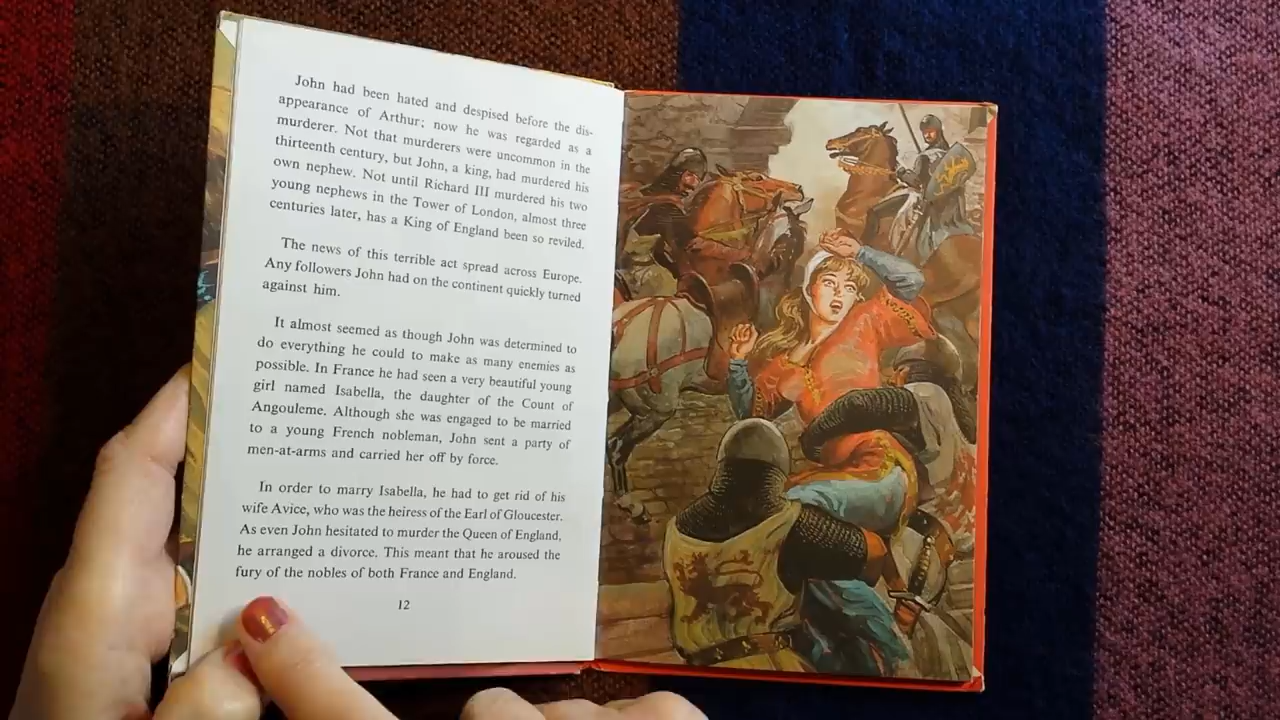 John had been hated and despised before the dis-
appearance of Arthur; now he was regarded as a
murderer. Not that murderers were uncommon in the
thirteenth century, but John, a king, had murdered his
own nephew. Not until Richard III murdered his two
young nephews in the Tower of London, almost three
centuries later, has a King of England been so reviled.
The news of this terrible act spread across Europe.
Any followers John had on the continent quickly turned
against him.
It almost seemed as though John was determined to
do everything he could to make as many enemies as
possible. In France he had seen a very beautiful young
girl named Isabella, the daughter of the Count of
Angouleme. Although she was engaged to be married
to a young French nobleman, John sent a party of
men-at-arms and carried her off by force.
In order to marry Isabella, he had to get rid of his
wife Avice, who was the heiress of the Earl of Gloucester.
As even John hesitated to murder the Queen of England,
he arranged a divorce. This meant that he aroused the
fury of the nobles of both France and England.
12